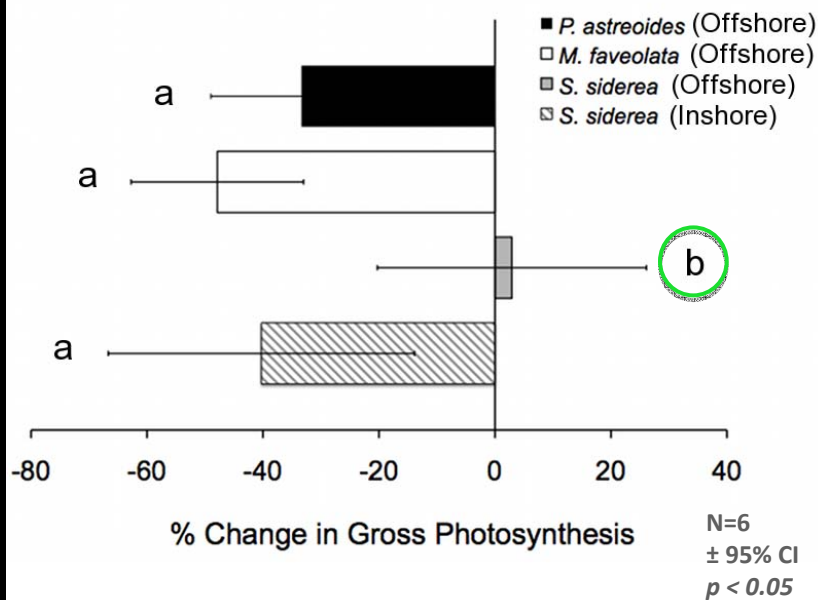 P. astreoides (Offshore)
M. faveolata (Offshore)
S. siderea (Offshore)
S. siderea (Inshore)
a
a
b
a
-80 -60 -40 -20 0 20 40
% Change in Gross Photosynthesis
N=6
± 95% CI
p < 0.05